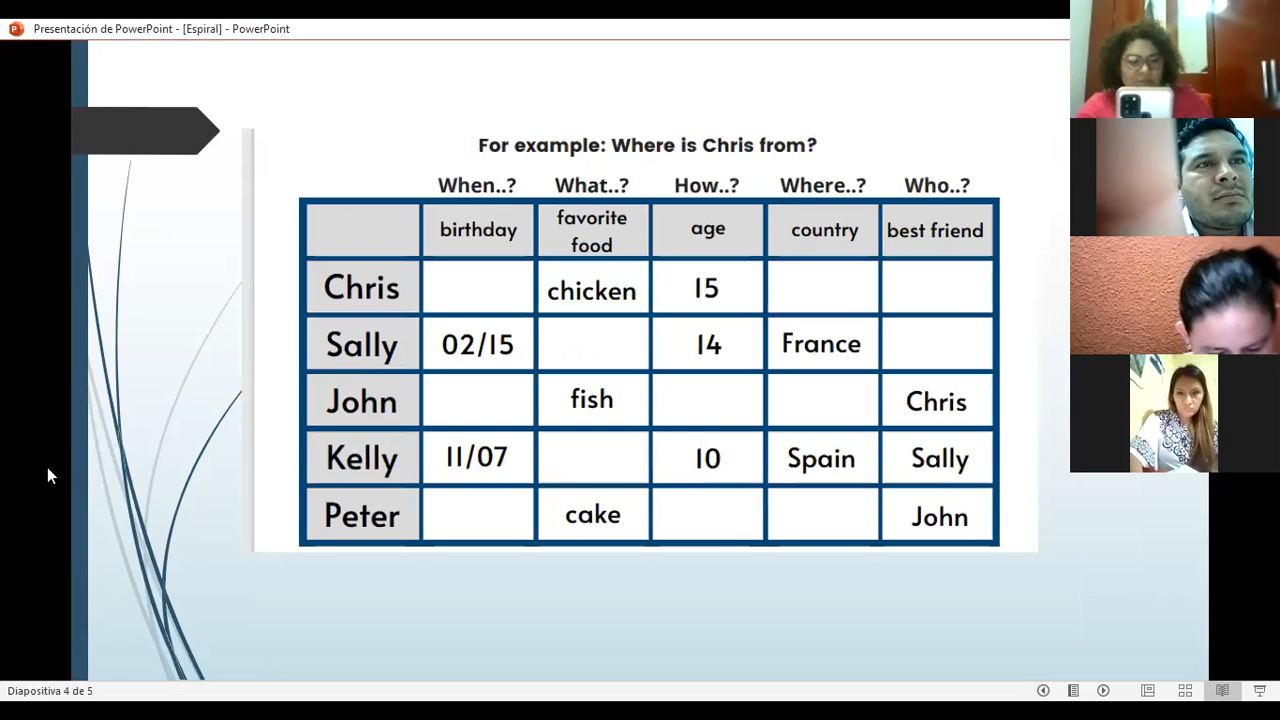 Presentación de PowerPoint - [Espiral] - PowerPoint
For example: Where is Chris from?
When..? What..? How..? Where..? Who..?
birthday favorite food age country best friend
Chris chicken 15
Sally 02/15 14 France
John fish Chris
Kelly 11/07 10 Spain Sally
Peter cake John
Diapositiva 4 de 5